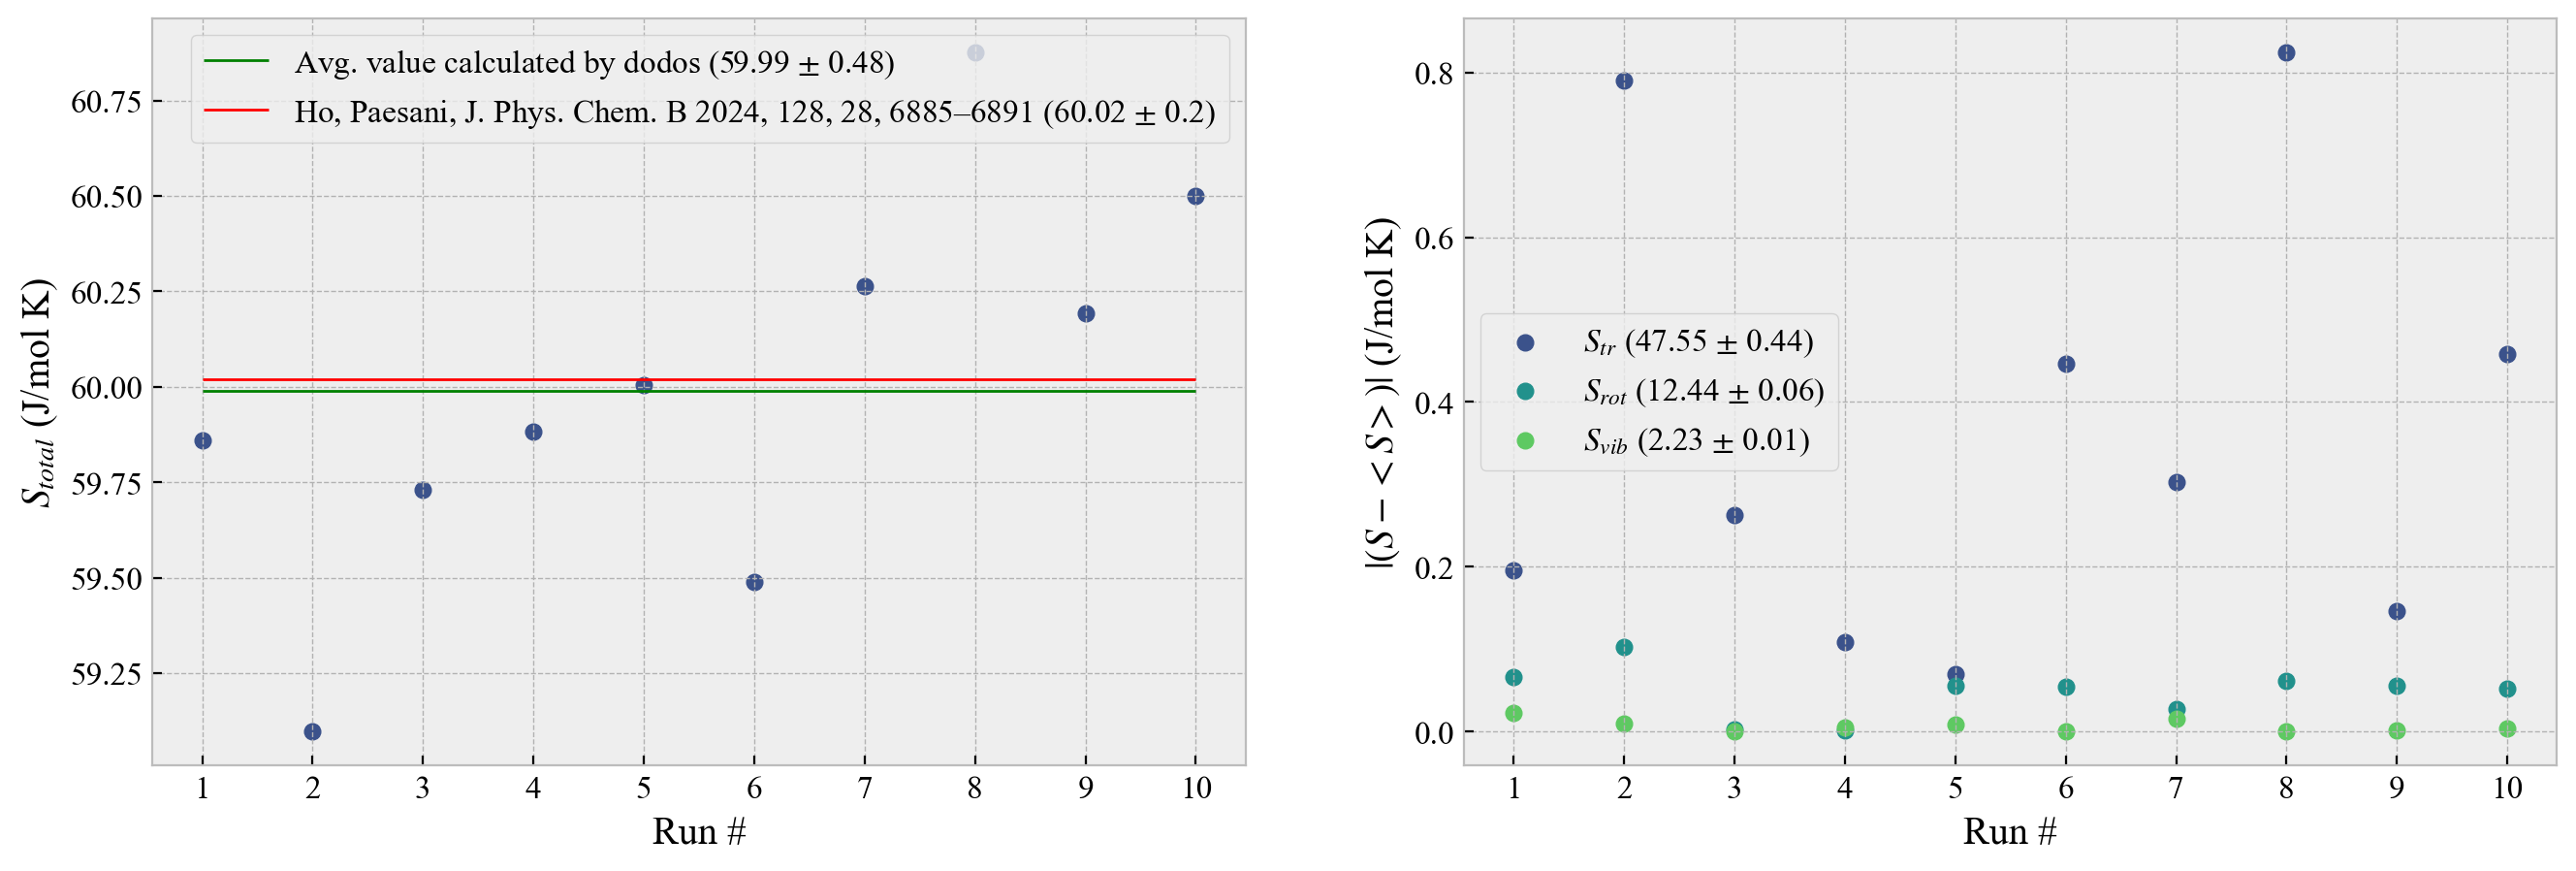 Avg. value calculated by dodos (59.99 ± 0.48)
Ho, Paesani, J. Phys. Chem. B 2024, 128, 28, 6885–6891 (60.02 ± 0.2)
60.75
60.50
60.25
60.00
59.75
59.50
59.25
S_total (J/mol K)
1 2 3 4 5 6 7 8 9 10
Run #
0.8
0.6
0.4
0.2
0.0
|(S − < S >)| (J/mol K)
S_tr (47.55 ± 0.44)
S_rot (12.44 ± 0.06)
S_vib (2.23 ± 0.01)
1 2 3 4 5 6 7 8 9 10
Run #